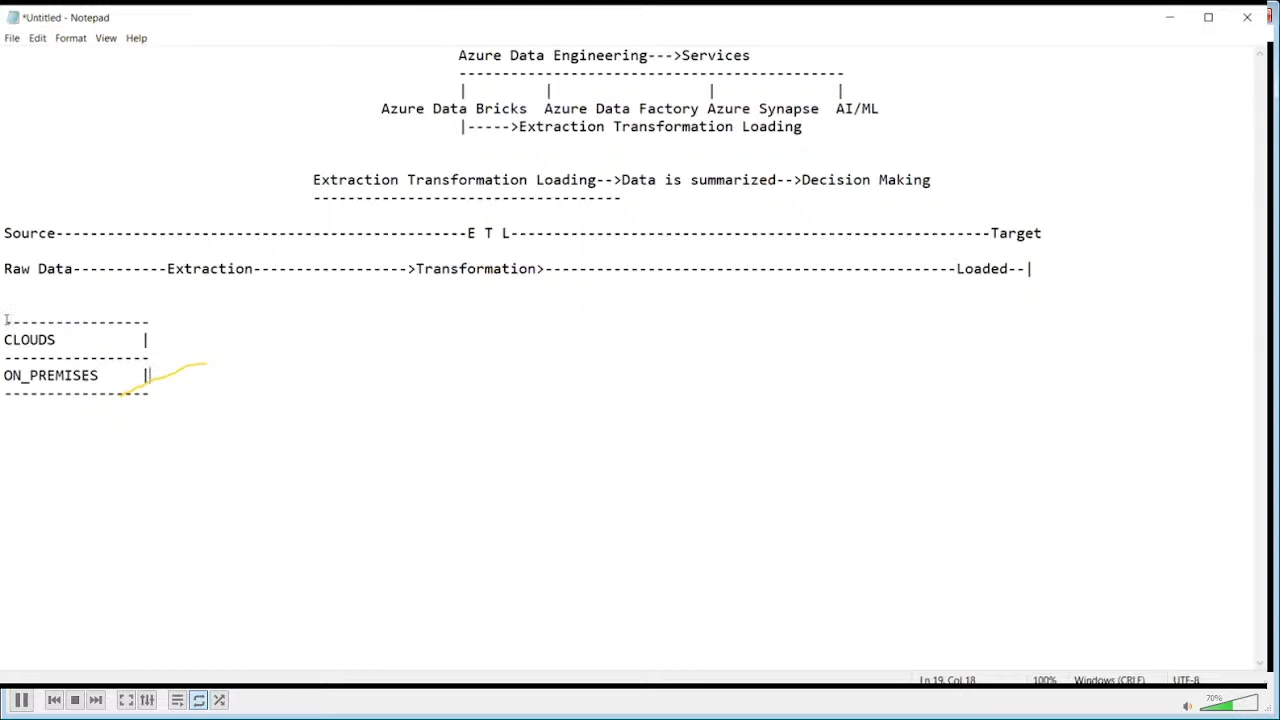 *Untitled - Notepad
File Edit Format View Help
Azure Data Engineering--->Services
---------------------------------------------
| | | |
Azure Data Bricks Azure Data Factory Azure Synapse AI/ML
|----->Extraction Transformation Loading
Extraction Transformation Loading-->Data is summarized-->Decision Making
------------------------------------
Source------------------------------------------------E T L--------------------------------------------------------Target
Raw Data-----------Extraction------------------>Transformation>------------------------------------------------Loaded--|
-----------------
CLOUDS |
-----------------
ON_PREMISES |
-----------------
Ln 19, Col 18 100% Windows (CRLF) UTF-8
70%